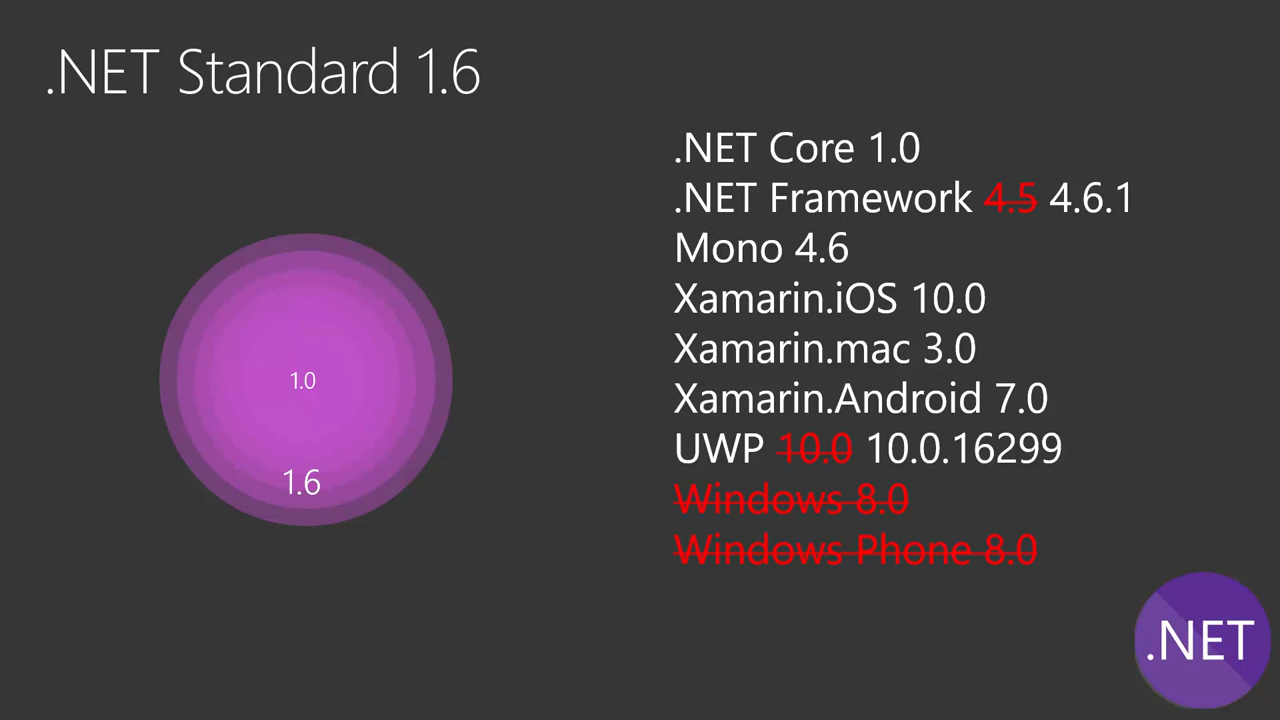 .NET Standard 1.6
.NET Core 1.0
.NET Framework 4.5 4.6.1
Mono 4.6
Xamarin.iOS 10.0
Xamarin.mac 3.0
Xamarin.Android 7.0
UWP 10.0 10.0.16299
Windows 8.0
Windows Phone 8.0
1.0
1.6
.NET